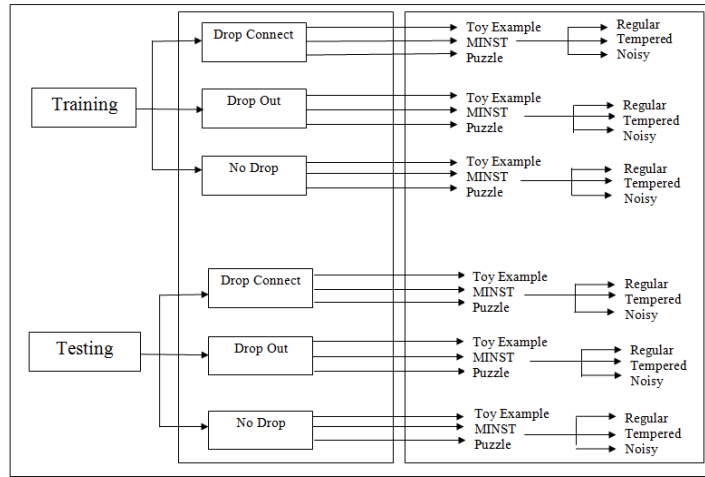 Training
Drop Connect
Toy Example
MINST
Puzzle
Regular
Tempered
Noisy
Drop Out
Toy Example
MINST
Puzzle
Regular
Tempered
Noisy
No Drop
Toy Example
MINST
Puzzle
Regular
Tempered
Noisy
Testing
Drop Connect
Toy Example
MINST
Puzzle
Regular
Tempered
Noisy
Drop Out
Toy Example
MINST
Puzzle
Regular
Tempered
Noisy
No Drop
Toy Example
MINST
Puzzle
Regular
Tempered
Noisy